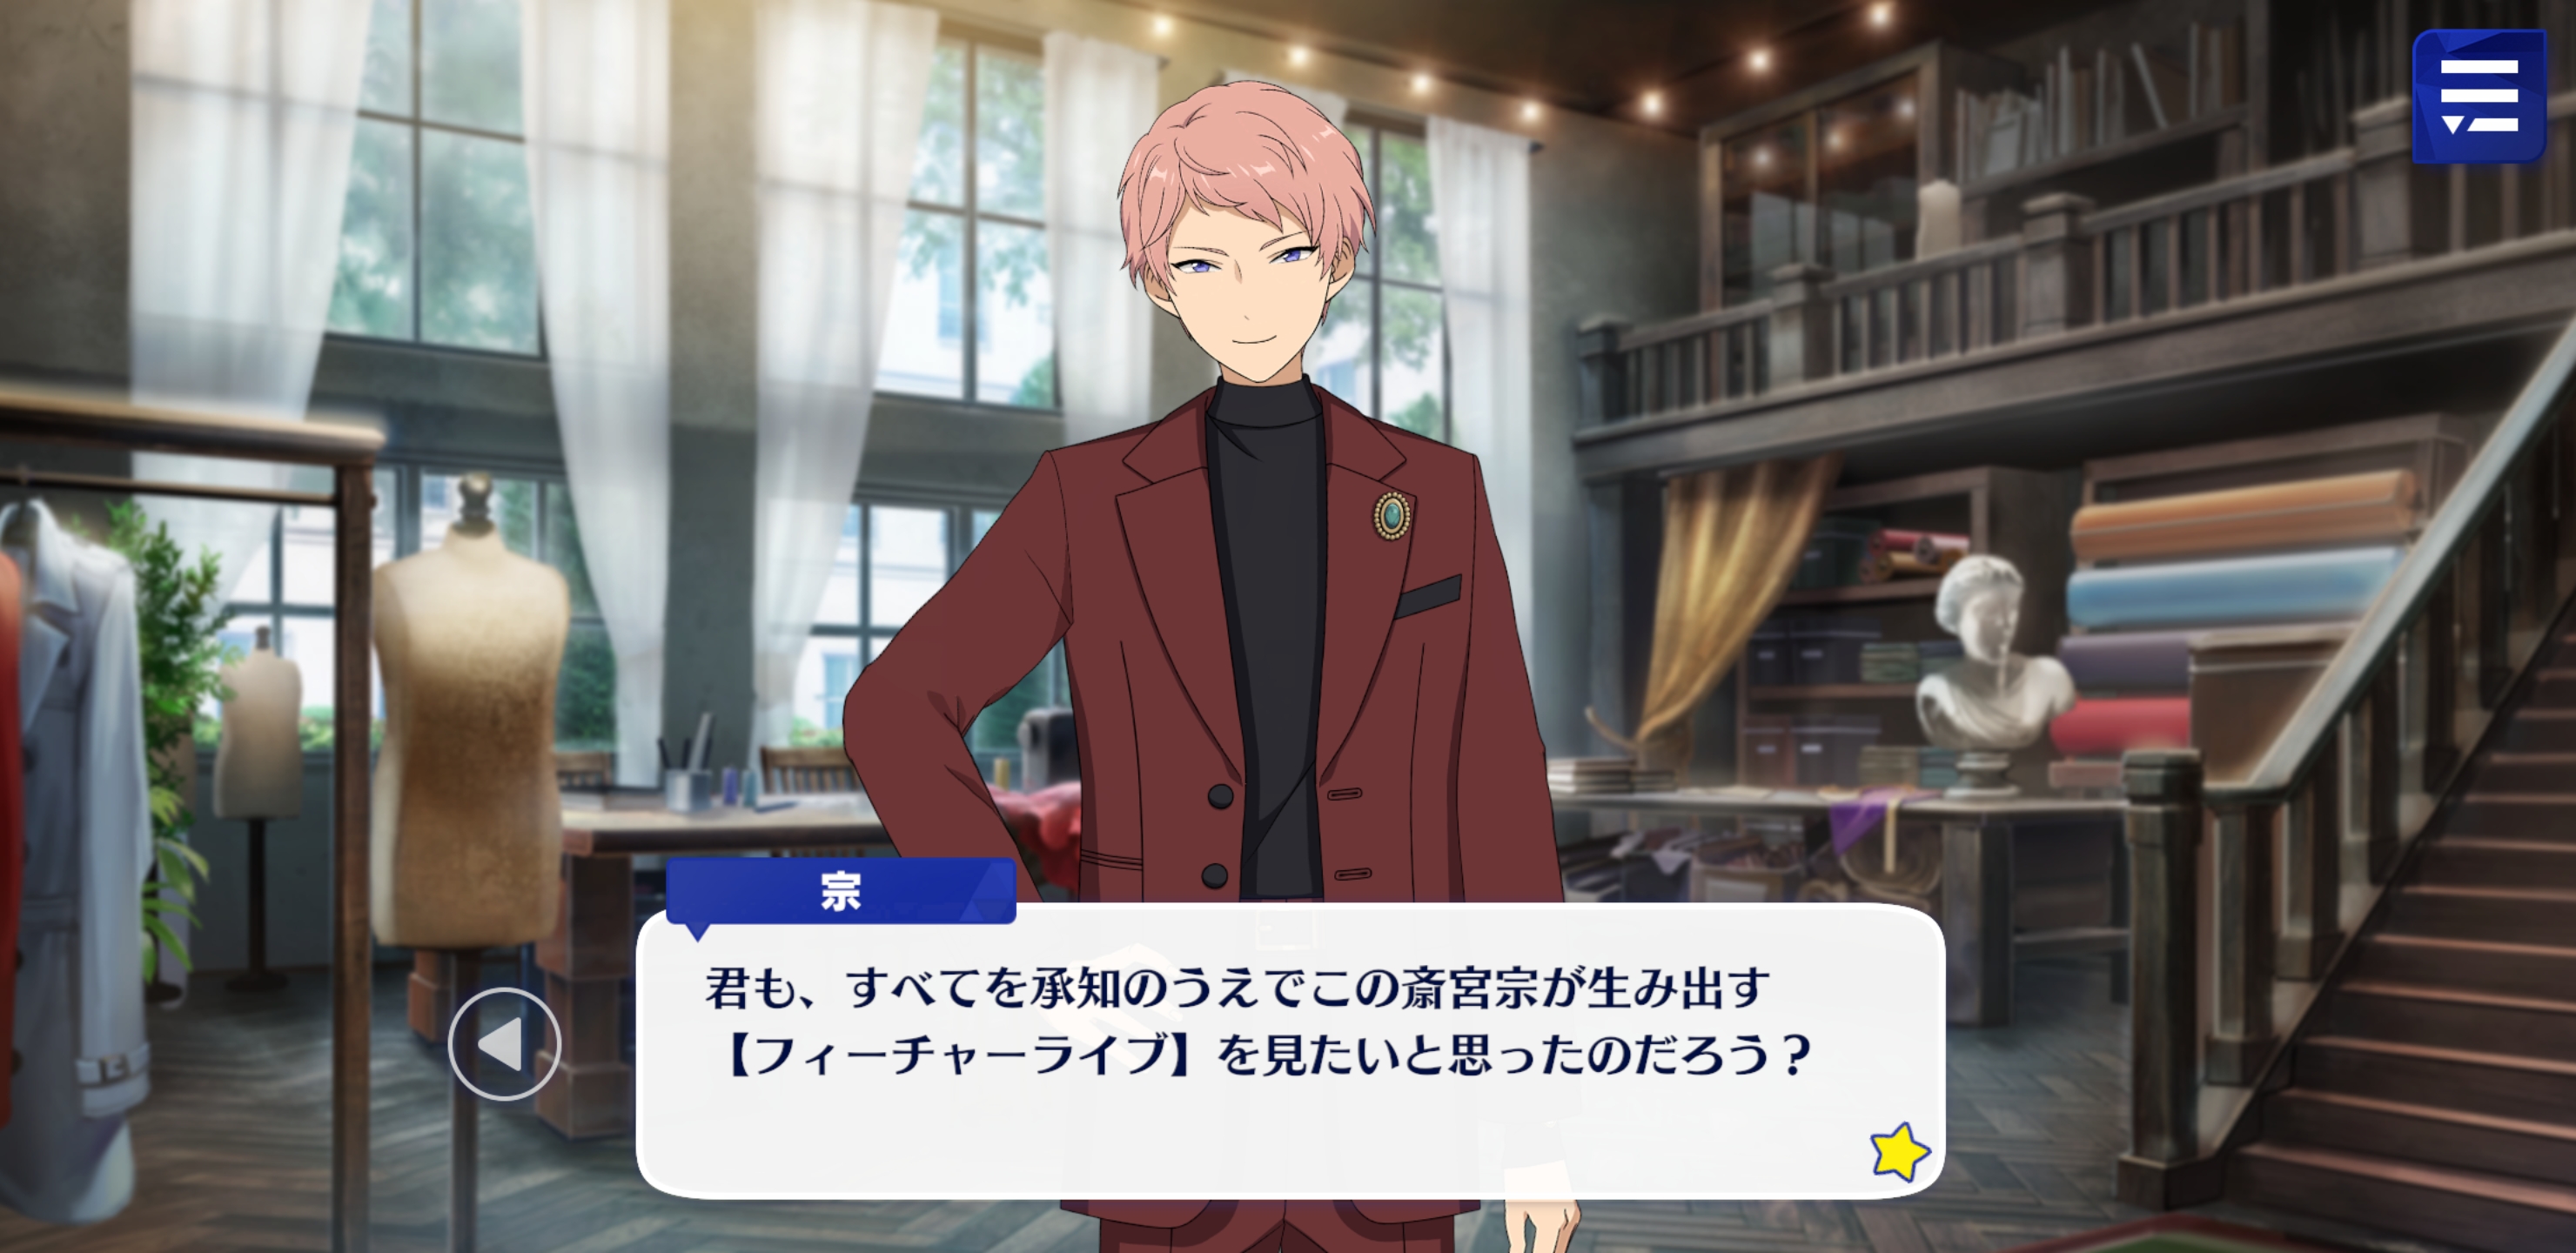 宗
君も、すべてを承知のうえでこの斎宮宗が生み出す
【フィーチャーライブ】を見たいと思ったのだろう？